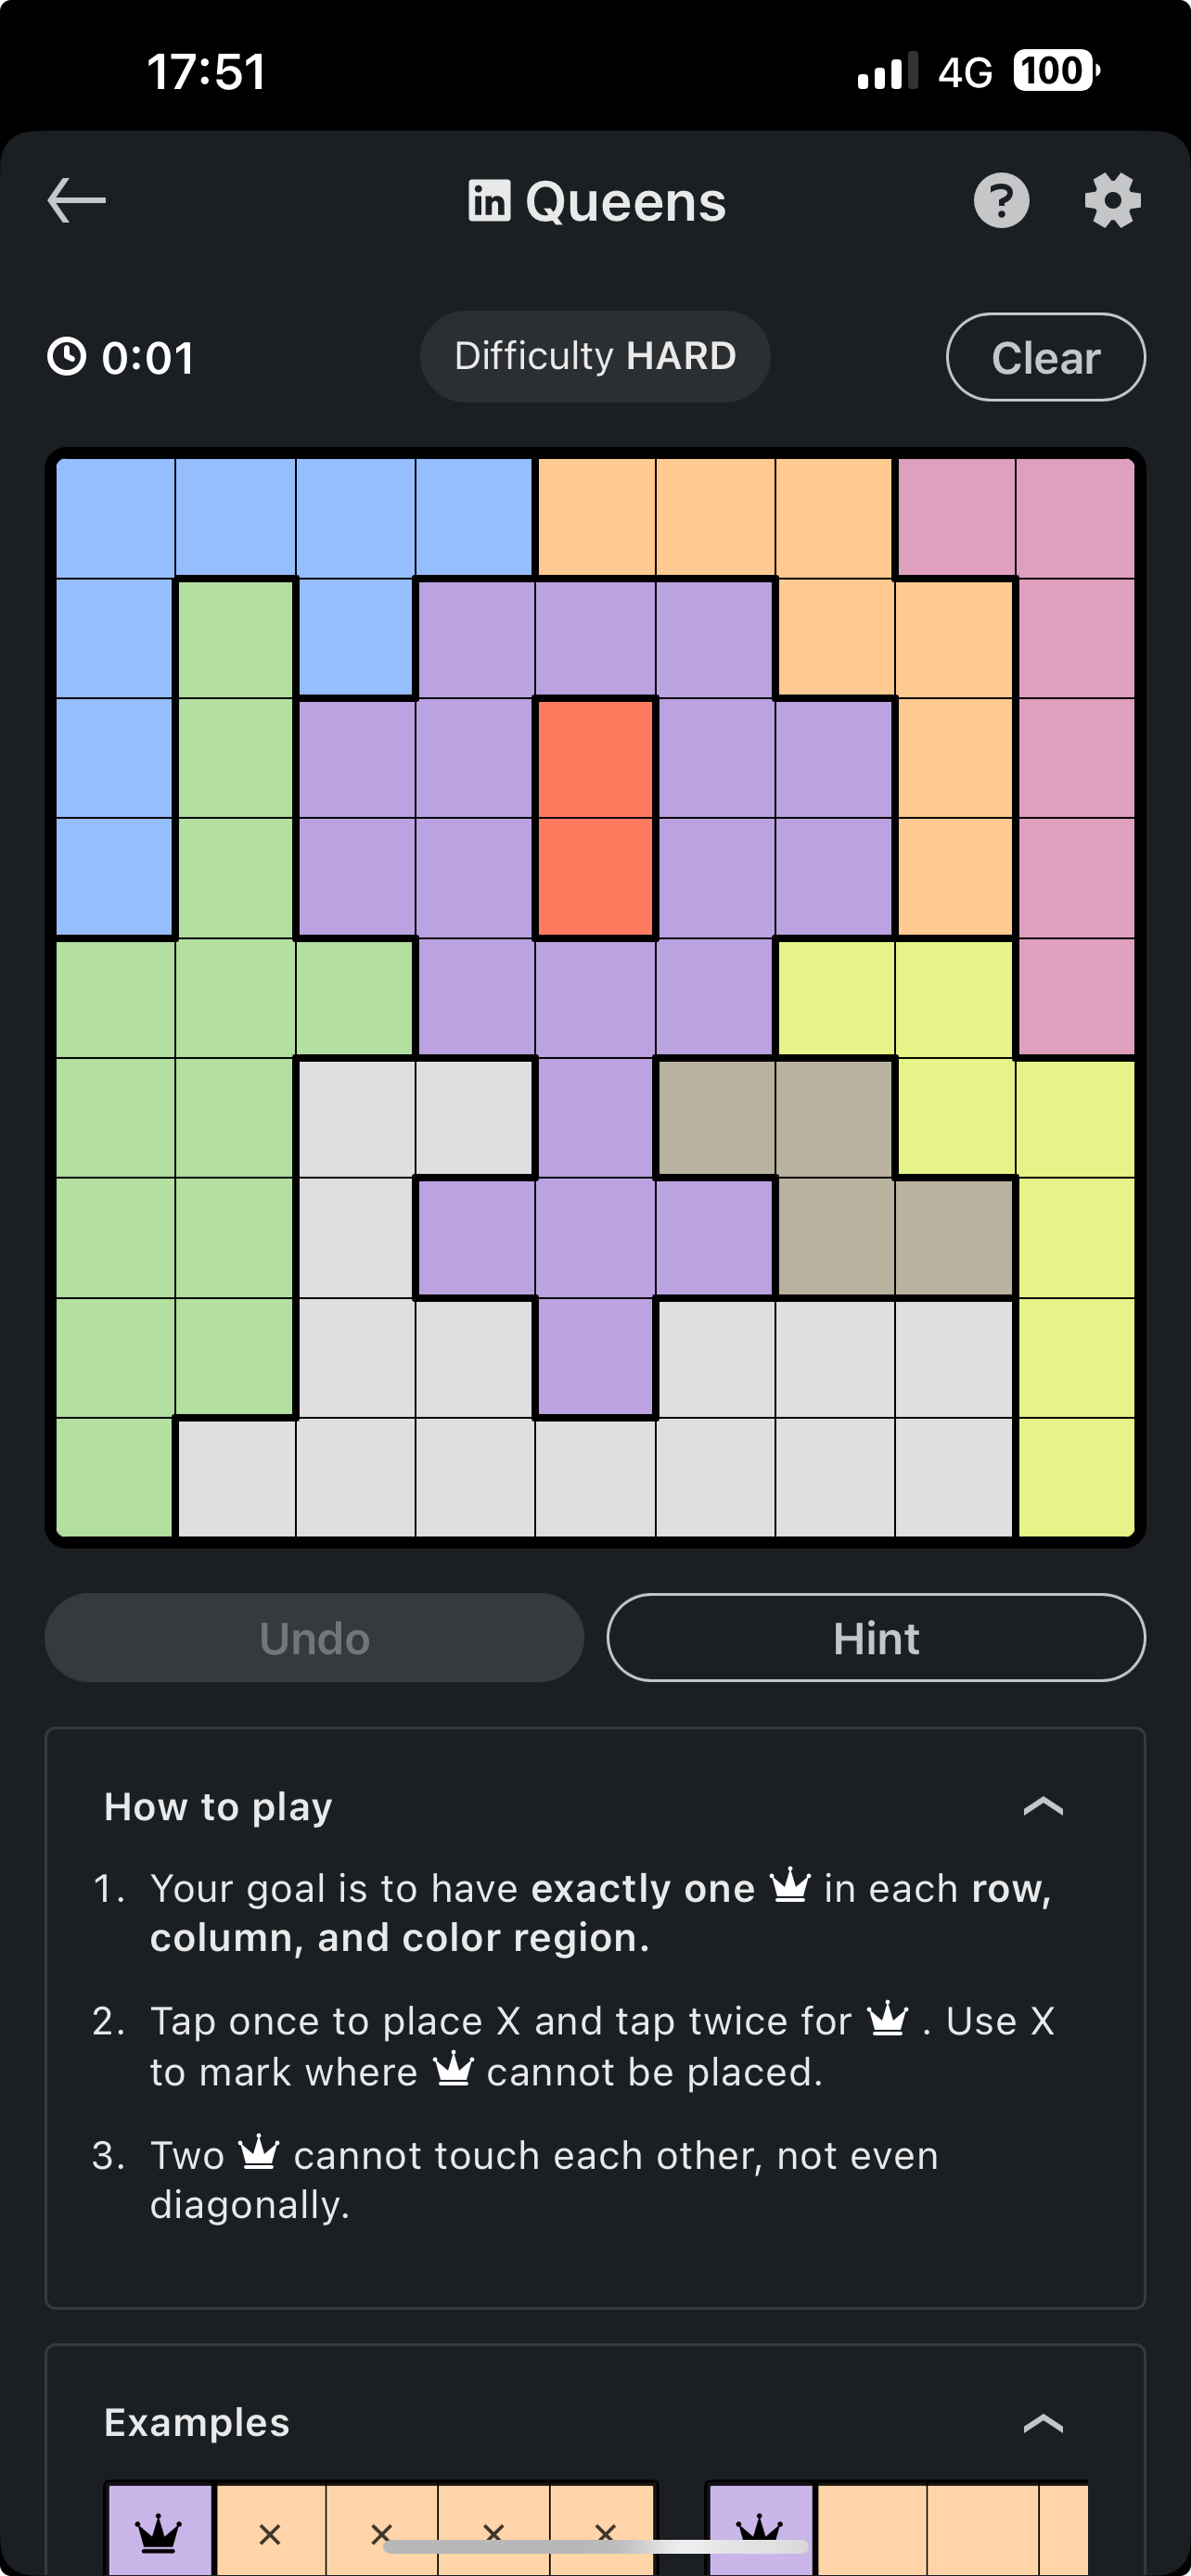 17:51
4G 100
in Queens ?
0:01
Difficulty HARD
Clear
Undo
Hint
How to play
1. Your goal is to have exactly one in each row,
column, and color region.
2. Tap once to place X and tap twice for . Use X
to mark where cannot be placed.
3. Two cannot touch each other, not even
diagonally.
Examples